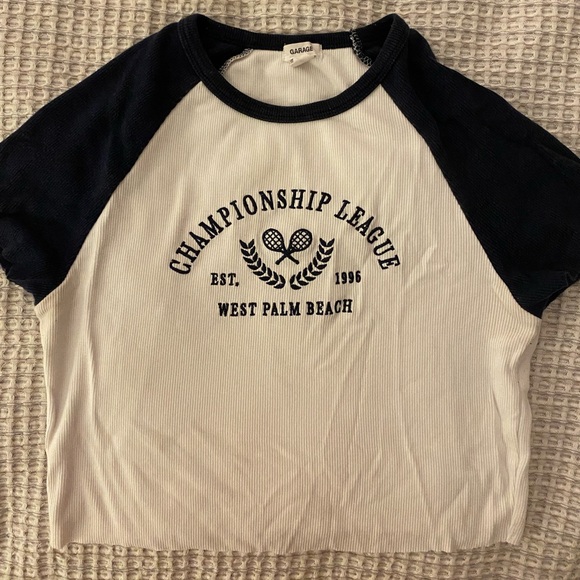 GARAGE
CHAMPIONSHIP LEAGUE
EST. 1996
WEST PALM BEACH